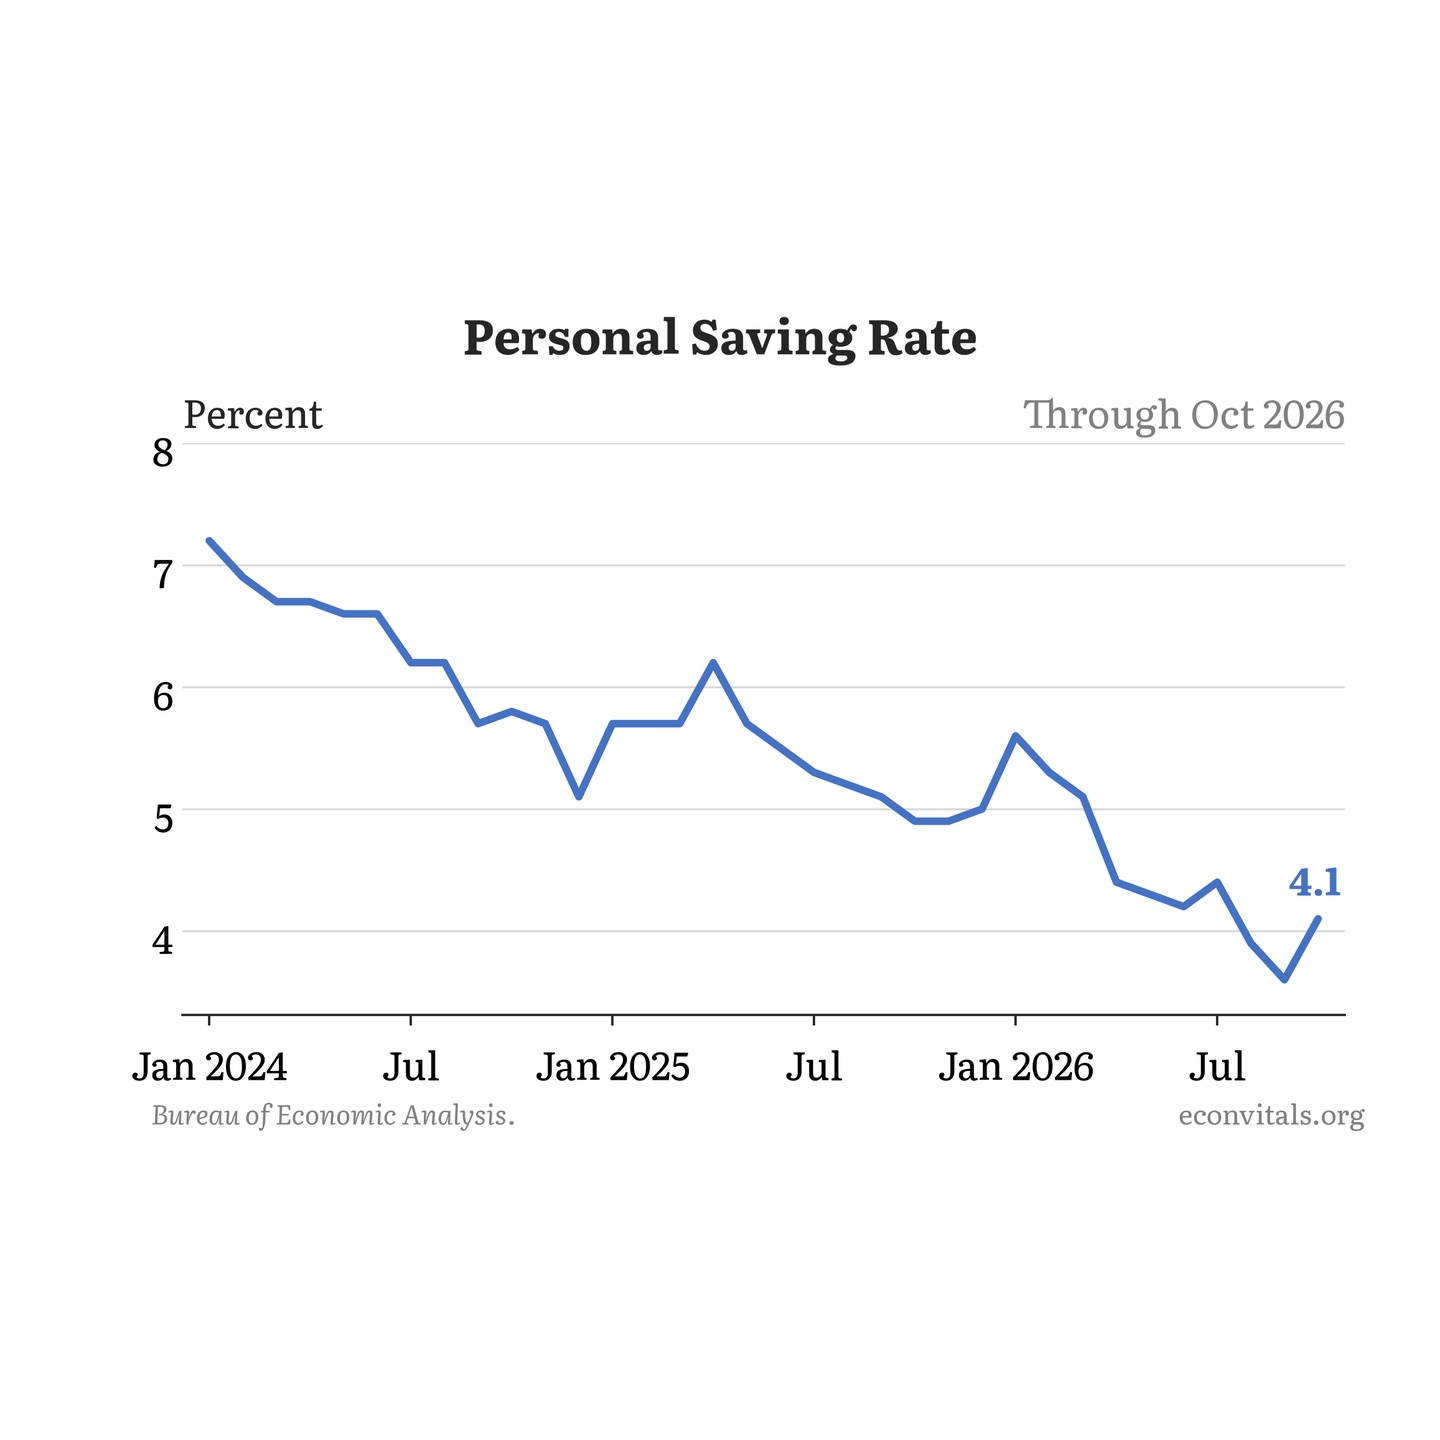 Personal Saving Rate
Percent
Through Oct 2026
8
7
6
5
4
4.1
Jan 2024 Jul Jan 2025 Jul Jan 2026 Jul
Bureau of Economic Analysis.
econvitals.org